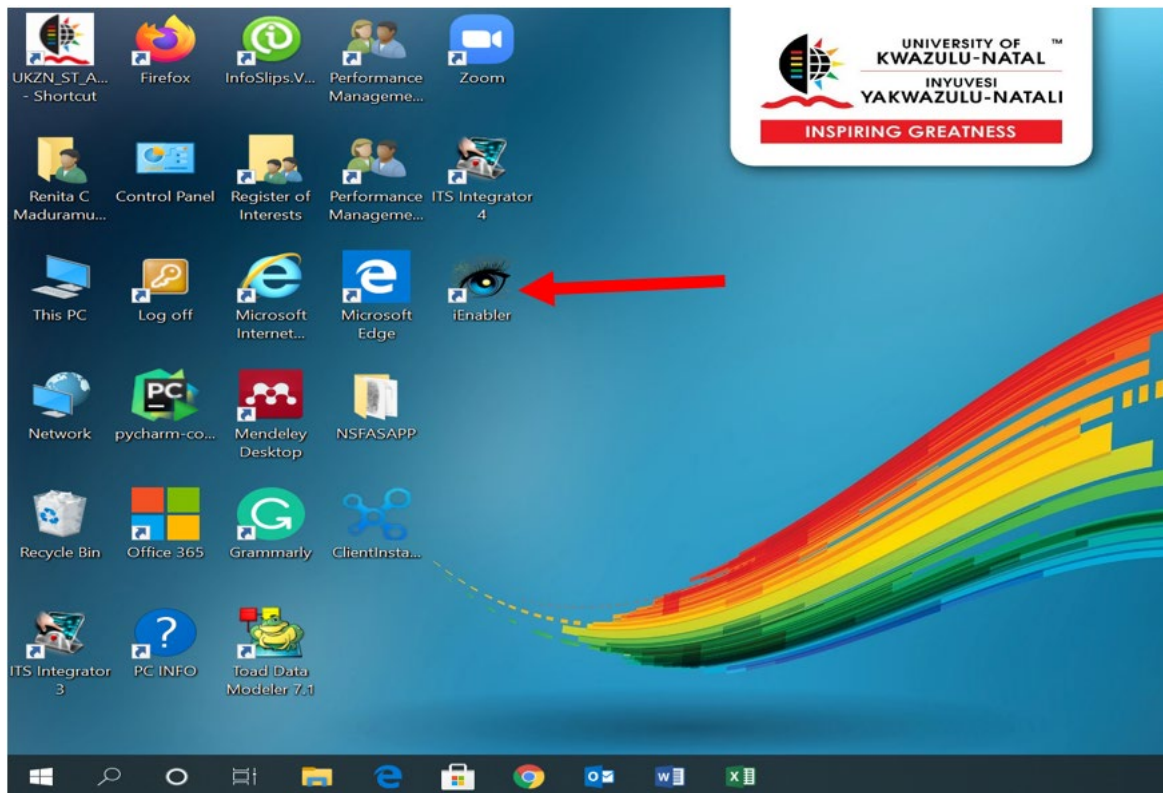 UKZN_ST_A...
- Shortcut
Firefox
InfoSlips.V...
Performance
Manageme...
Zoom
UNIVERSITY OF ™
KWAZULU-NATAL
INYUVESI
YAKWAZULU-NATALI
INSPIRING GREATNESS
Renita C
Maduramu...
Control Panel
Register of
Interests
Performance
Manageme...
ITS Integrator
4
This PC
Log off
Microsoft
Internet...
Microsoft
Edge
iEnabler
Network
PC
pycharm-co...
Mendeley
Desktop
NSFASAPP
Recycle Bin
Office 365
Grammarly
ClientInsta...
ITS Integrator
3
PC INFO
Toad Data
Modeler 7.1